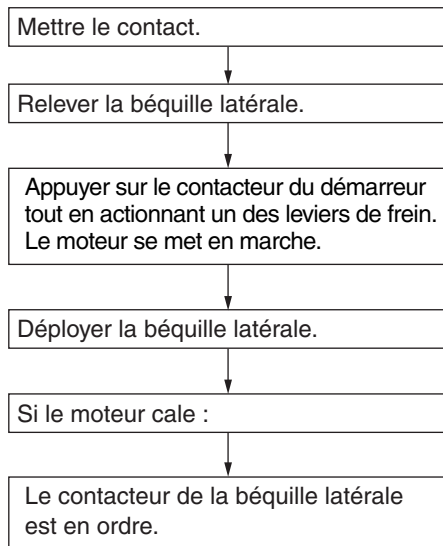 Mettre le contact.
Relever la béquille latérale.
Appuyer sur le contacteur du démarreur
tout en actionnant un des leviers de frein.
Le moteur se met en marche.
Déployer la béquille latérale.
Si le moteur cale :
Le contacteur de la béquille latérale
est en ordre.